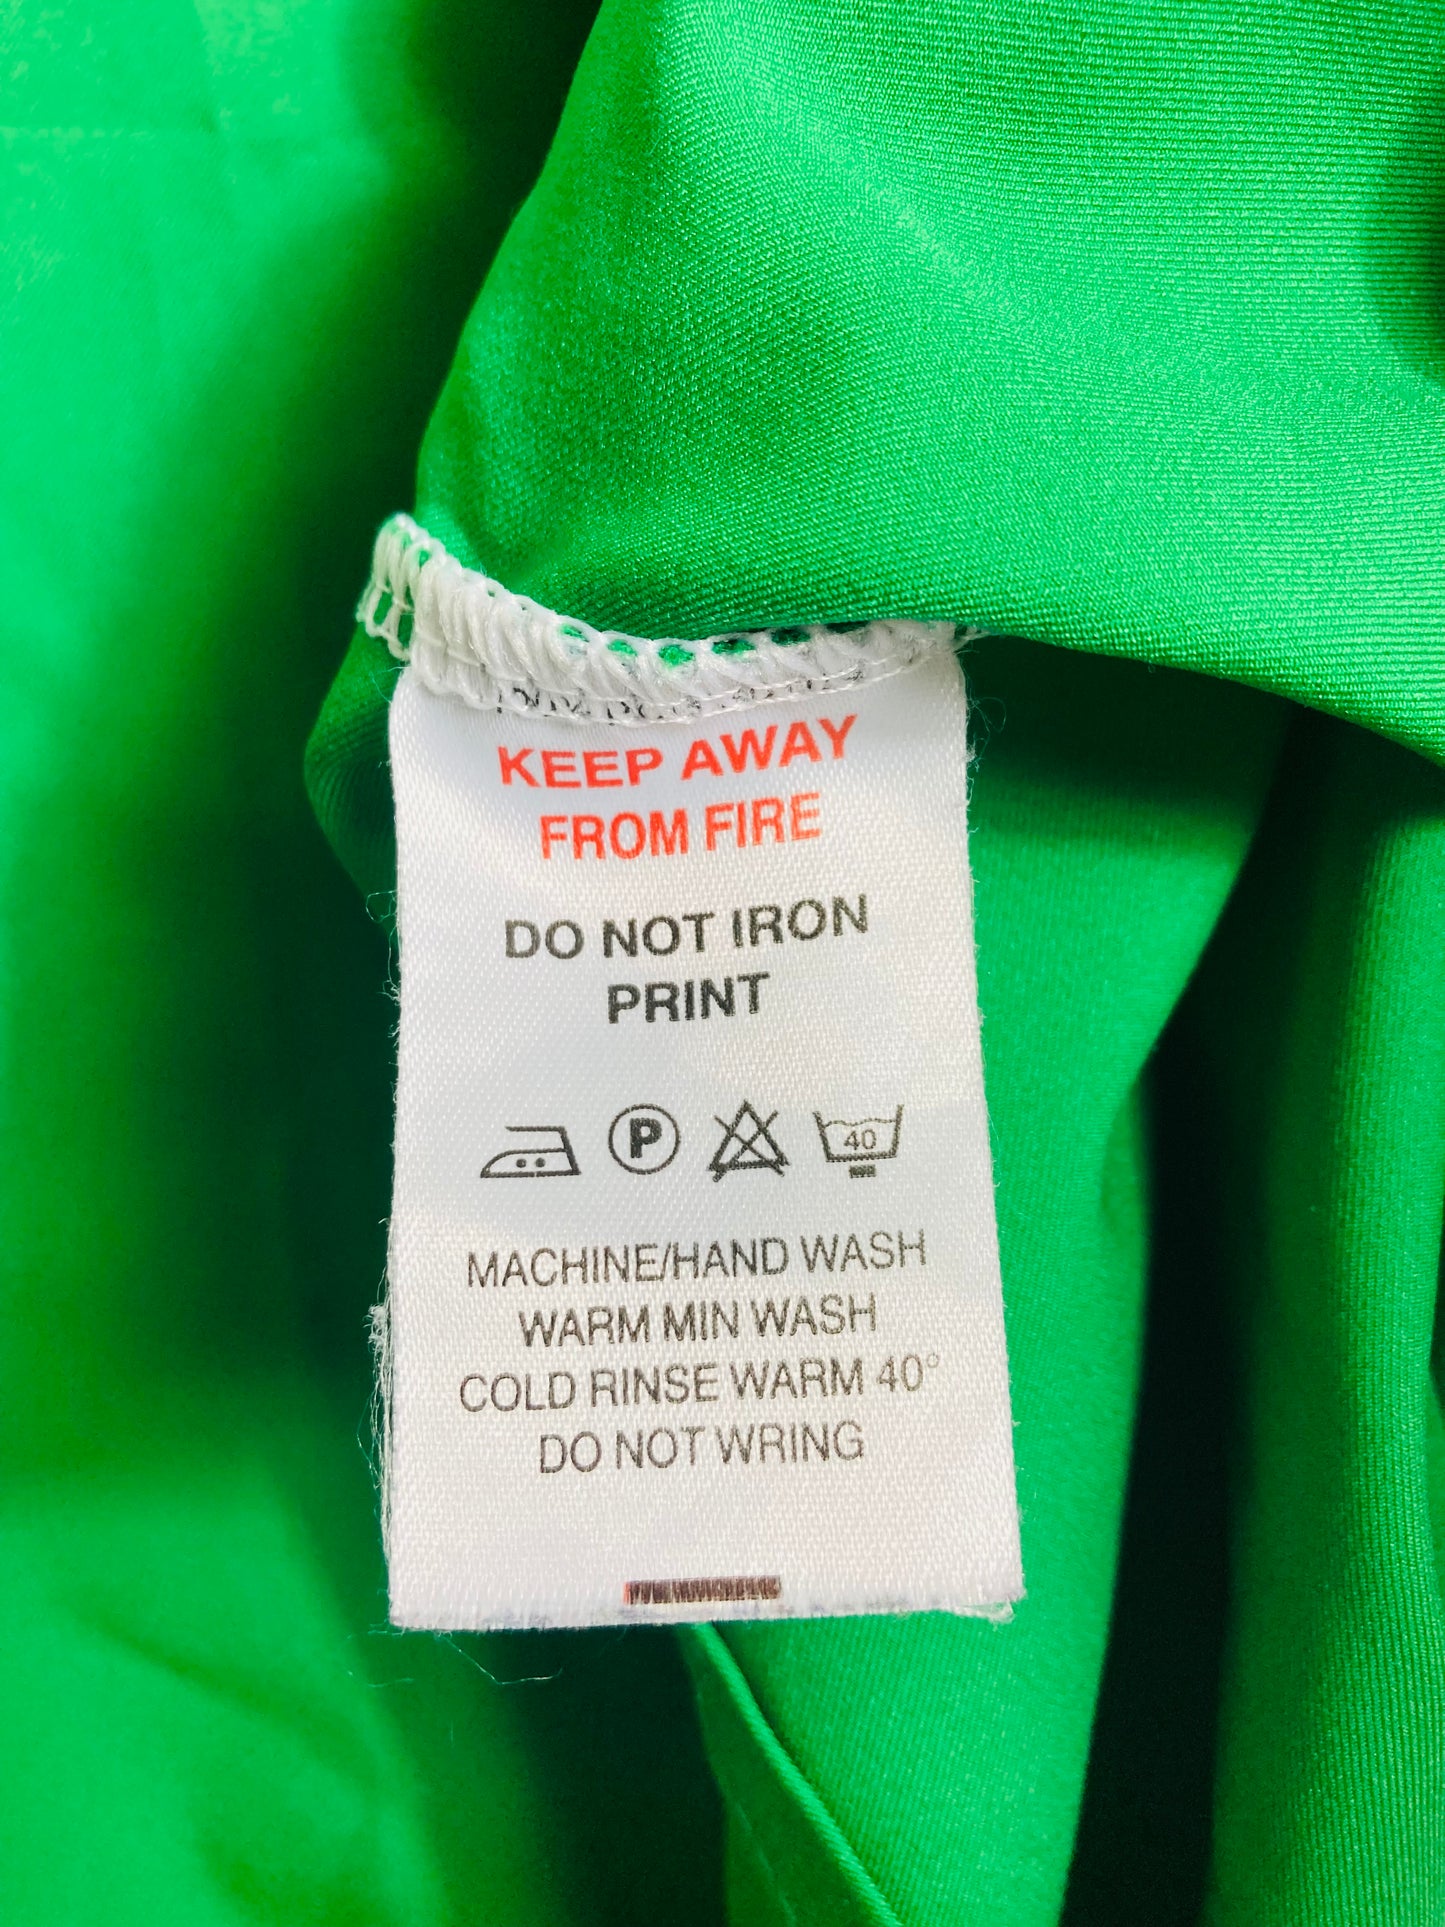 KEEP AWAY
FROM FIRE
DO NOT IRON
PRINT
P 40
MACHINE/HAND WASH
WARM MIN WASH
COLD RINSE WARM 40°
DO NOT WRING